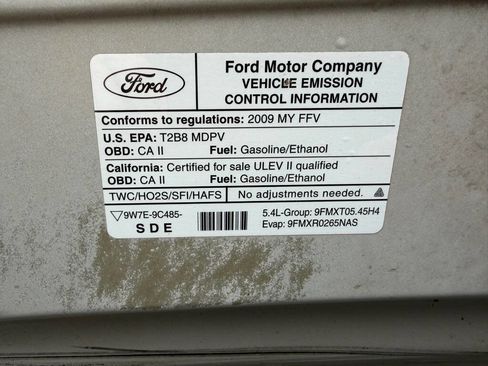 Ford
Ford Motor Company
VEHICLE EMISSION
CONTROL INFORMATION
Conforms to regulations: 2009 MY FFV
U.S. EPA: T2B8 MDPV
OBD: CA II Fuel: Gasoline/Ethanol
California: Certified for sale ULEV II qualified
OBD: CA II Fuel: Gasoline/Ethanol
TWC/HO2S/SFI/HAFS No adjustments needed.
9W7E-9C485- 5.4L-Group: 9FMXT05.45H4
SDE Evap: 9FMXR0265NAS